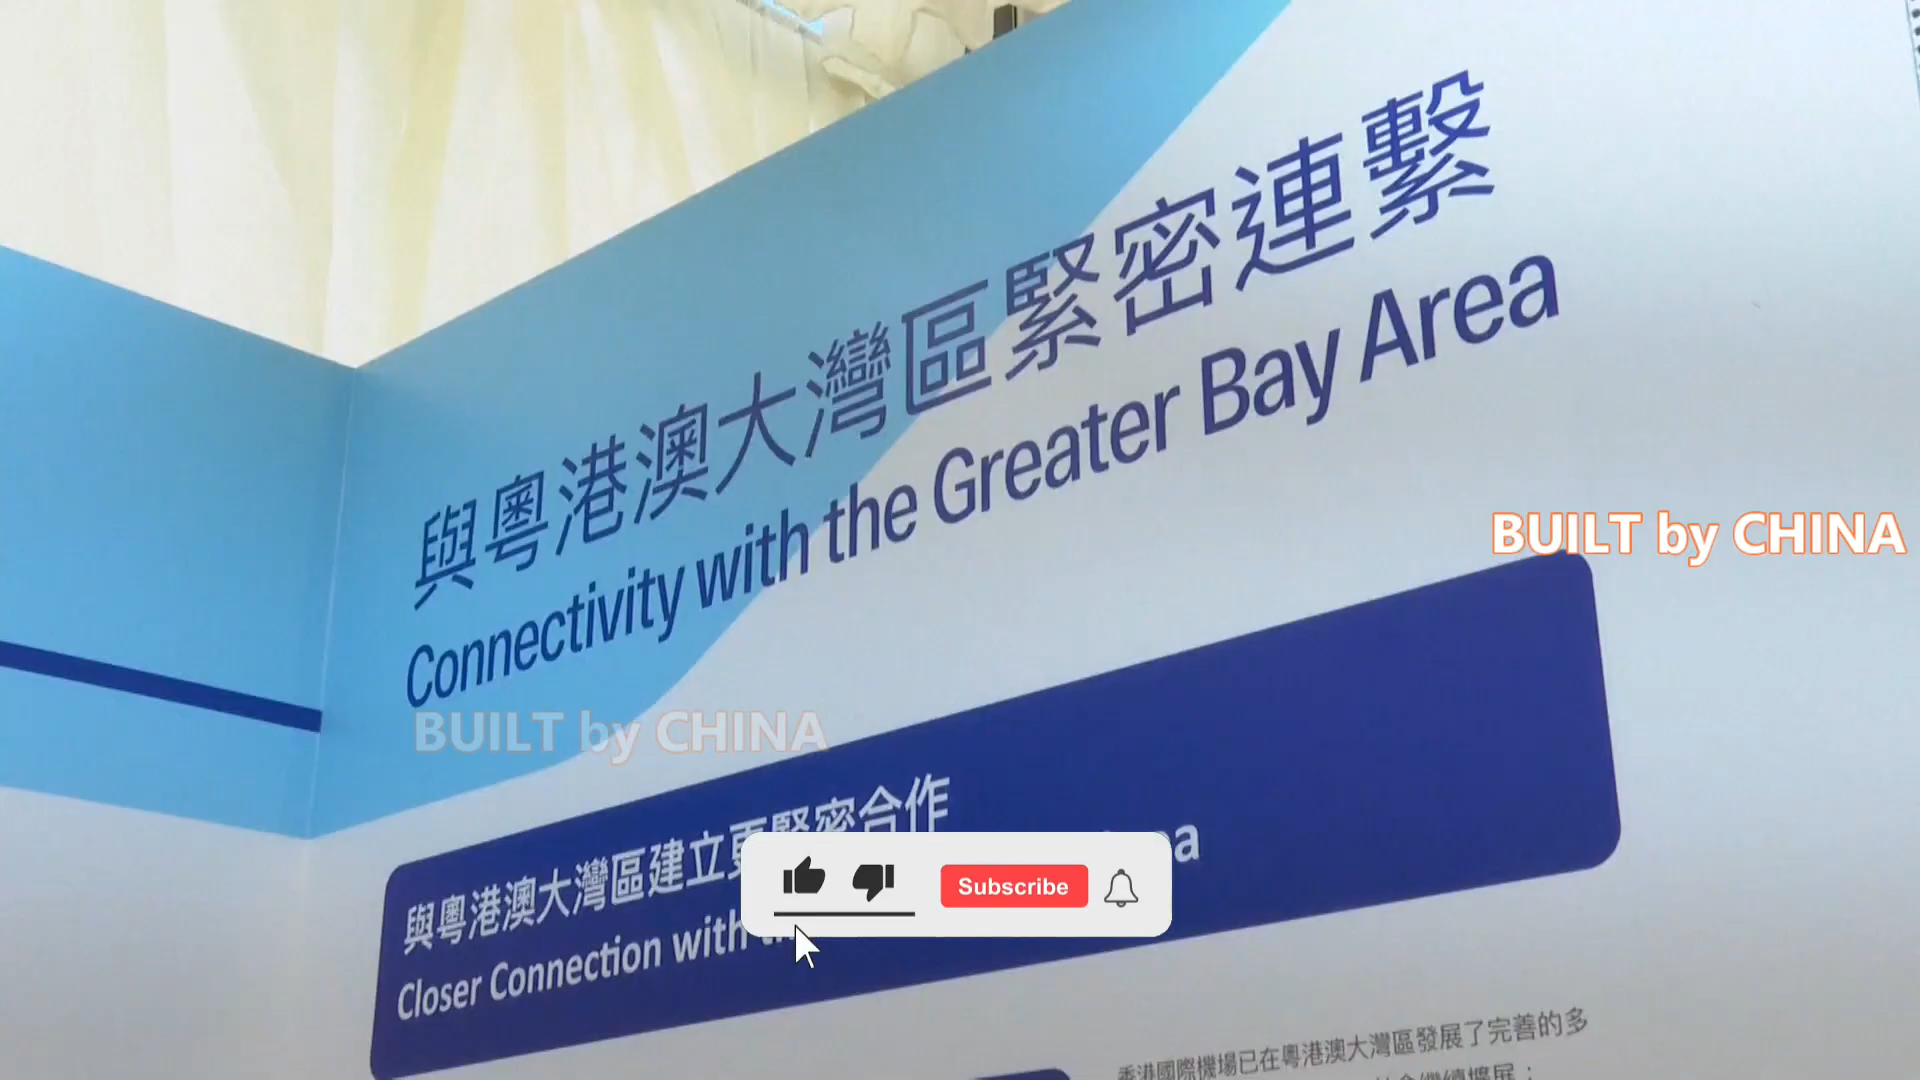 與粵港澳大灣區緊密連繫
Connectivity with the Greater Bay Area
BUILT by CHINA
BUILT by CHINA
與粵港澳大灣區建立更緊密合作
Closer Connection with
Subscribe
香港國際機場已在粵港澳大灣區發展了完善的多